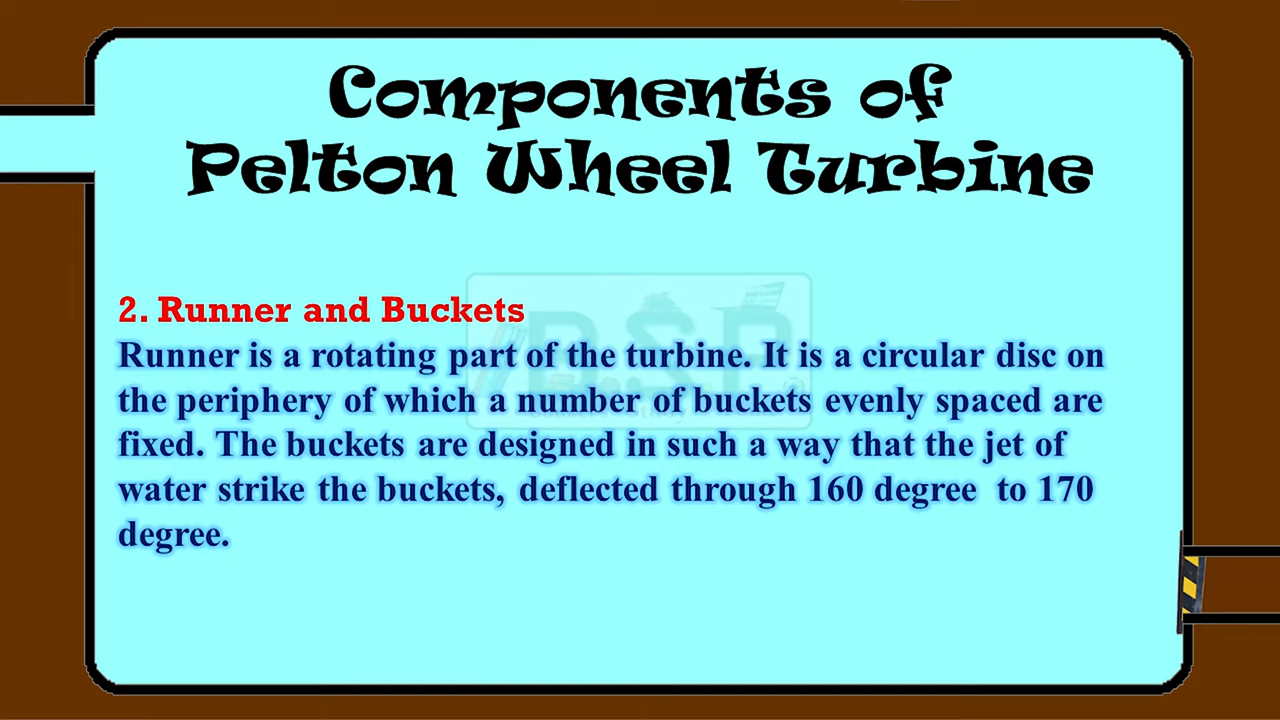 Components of
Pelton Wheel Turbine
B.S.P
2. Runner and Buckets
Runner is a rotating part of the turbine. It is a circular disc on
the periphery of which a number of buckets evenly spaced are
fixed. The buckets are designed in such a way that the jet of
water strike the buckets, deflected through 160 degree to 170
degree.